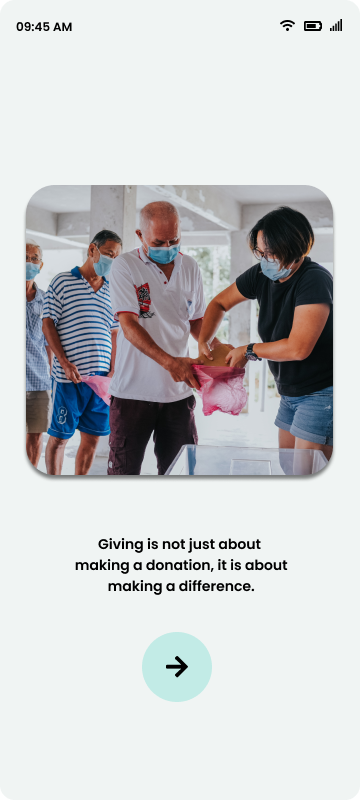 09:45 AM
Giving is not just about
making a donation, it is about
making a difference.